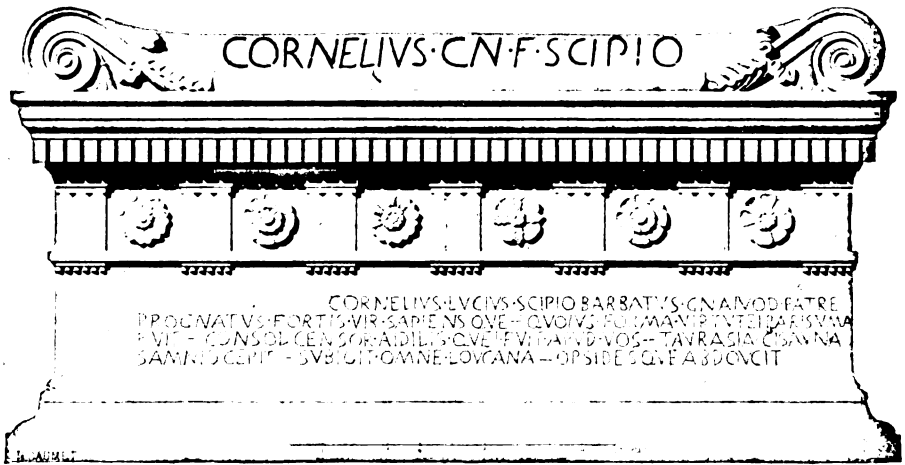 CORNELIVS·CN·F·SCIPIO
CORNELIVS·LVCIVS·SCIPIO BARBATVS·GNAIVOD·PATRE
PROGNATVS·FORTIS·VIR·SAPIENSQVE—QVOIVS·FORMA·VIRTVTEI·PARISVMA
FVIT—CONSOL CENSOR·AIDILIS·QVEI·FVIT·APVD·VOS—TAVRASIA·CISAVNA
SAMNIO·CEPIT—SVBIGIT·OMNE·LOVCANA—OPSIDESQVE·ABDOVCIT